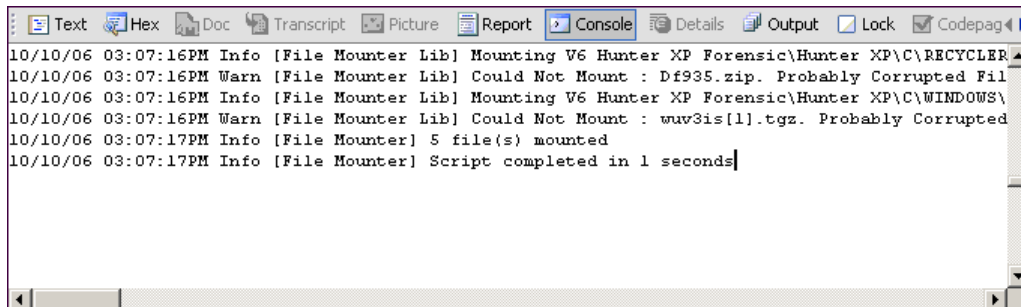 Text Hex Doc Transcript Picture Report Console Details Output Lock Codepag
10/10/06 03:07:16PM Info [File Mounter Lib] Mounting V6 Hunter XP Forensic\Hunter XP\C\RECYCLER
10/10/06 03:07:16PM Warn [File Mounter Lib] Could Not Mount : Df935.zip. Probably Corrupted Fil
10/10/06 03:07:16PM Info [File Mounter Lib] Mounting V6 Hunter XP Forensic\Hunter XP\C\WINDOWS\
10/10/06 03:07:16PM Warn [File Mounter Lib] Could Not Mount : wuv3is[1].tgz. Probably Corrupted
10/10/06 03:07:17PM Info [File Mounter] 5 file(s) mounted
10/10/06 03:07:17PM Info [File Mounter] Script completed in 1 seconds